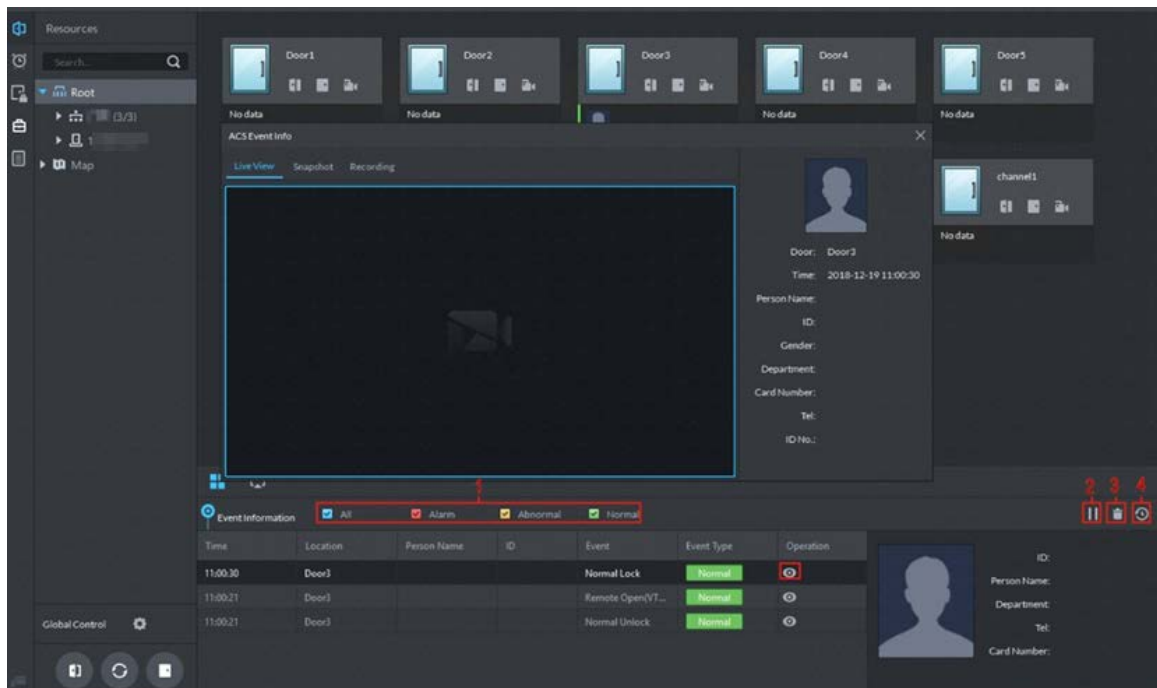 Resources
Search...
Root
(3/3)
1
Map
Door1
Door2
Door3
Door4
Door5
No data
No data
No data
No data
ACS Event Info
Live View Snapshot Recording
channel1
No data
Door: Door3
Time: 2018-12-19 11:00:30
Person Name:
ID:
Gender:
Department:
Card Number:
Tel:
ID No.:
1
2 3 4
Event Information All Alarm Abnormal Normal
Time Location Person Name ID Event Event Type Operation
11:00:30 Door3 Normal Lock Normal
11:00:21 Door3 Remote Open(VT... Normal
11:00:21 Door3 Normal Unlock Normal
ID:
Person Name:
Department:
Tel:
Card Number:
Global Control